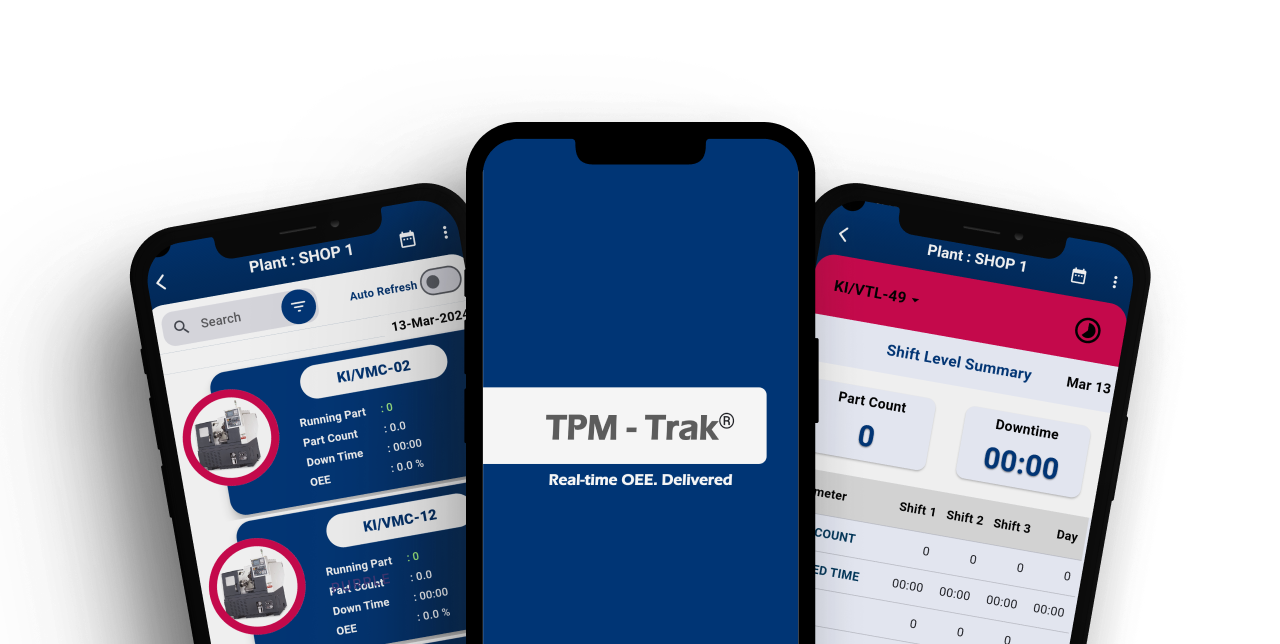 Plant : SHOP 1
Search
Auto Refresh
13-Mar-2024
KI/VMC-02
Running Part : 0
Part Count : 0.0
Down Time : 00:00
OEE : 0.0 %
KI/VMC-12
Running Part : 0
Part Count : 0.0
Down Time : 00:00
OEE : 0.0 %
TPM - Trak®
Real-time OEE. Delivered
Plant : SHOP 1
KI/VTL-49
Shift Level Summary
Mar 13
Part Count
0
Downtime
00:00
meter Shift 1 Shift 2 Shift 3 Day
COUNT 0 0 0 0
ED TIME 00:00 00:00 00:00 00:00
0 0 0